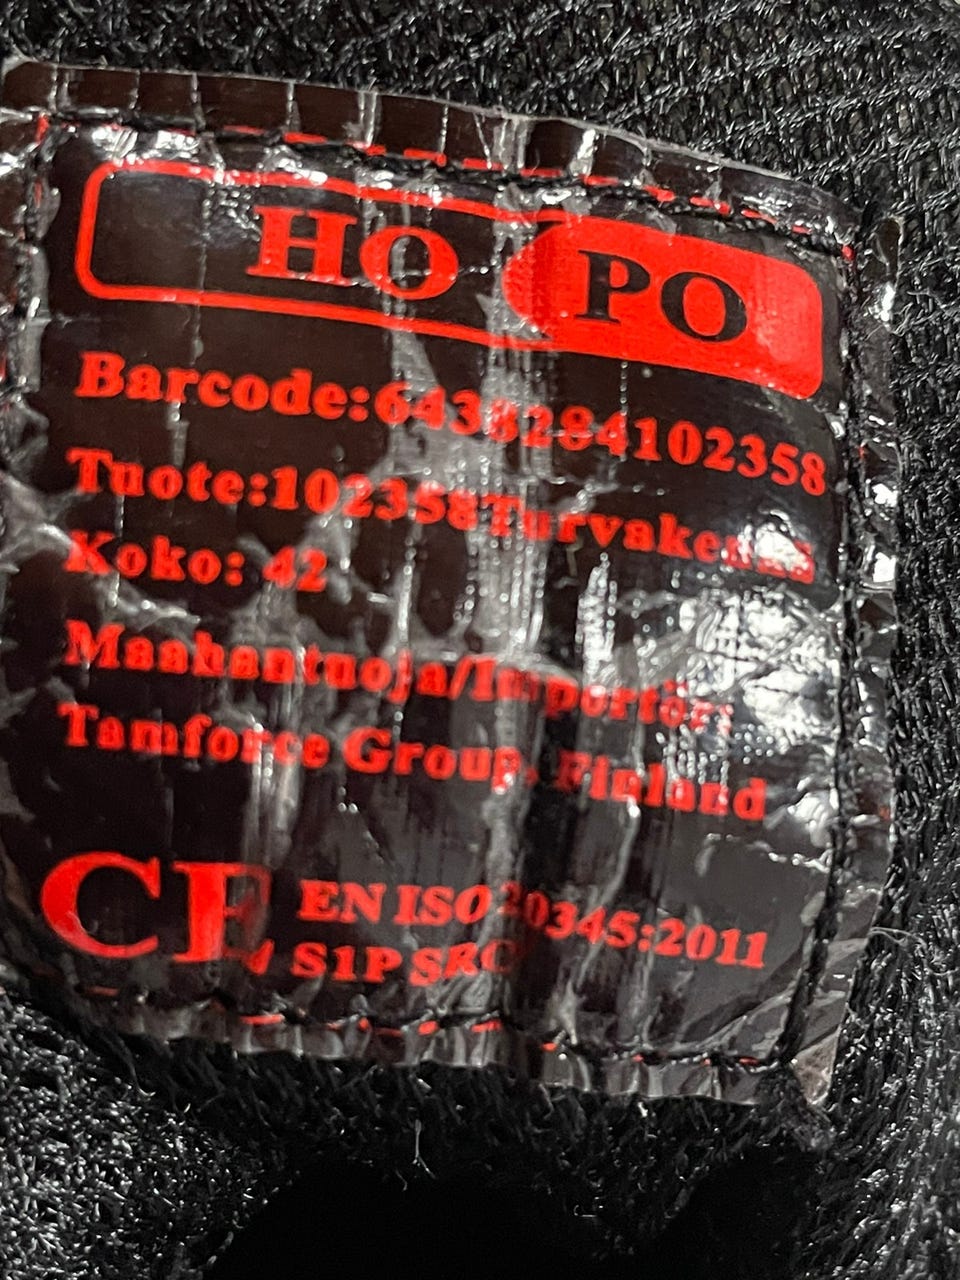 HO PO
Barcode:6438284102358
Tuote:102358Turvakenkä
Koko: 42
Maahantuoja/Importör:
Tamforce Group, Finland
CE EN ISO 20345:2011
S1P SRC